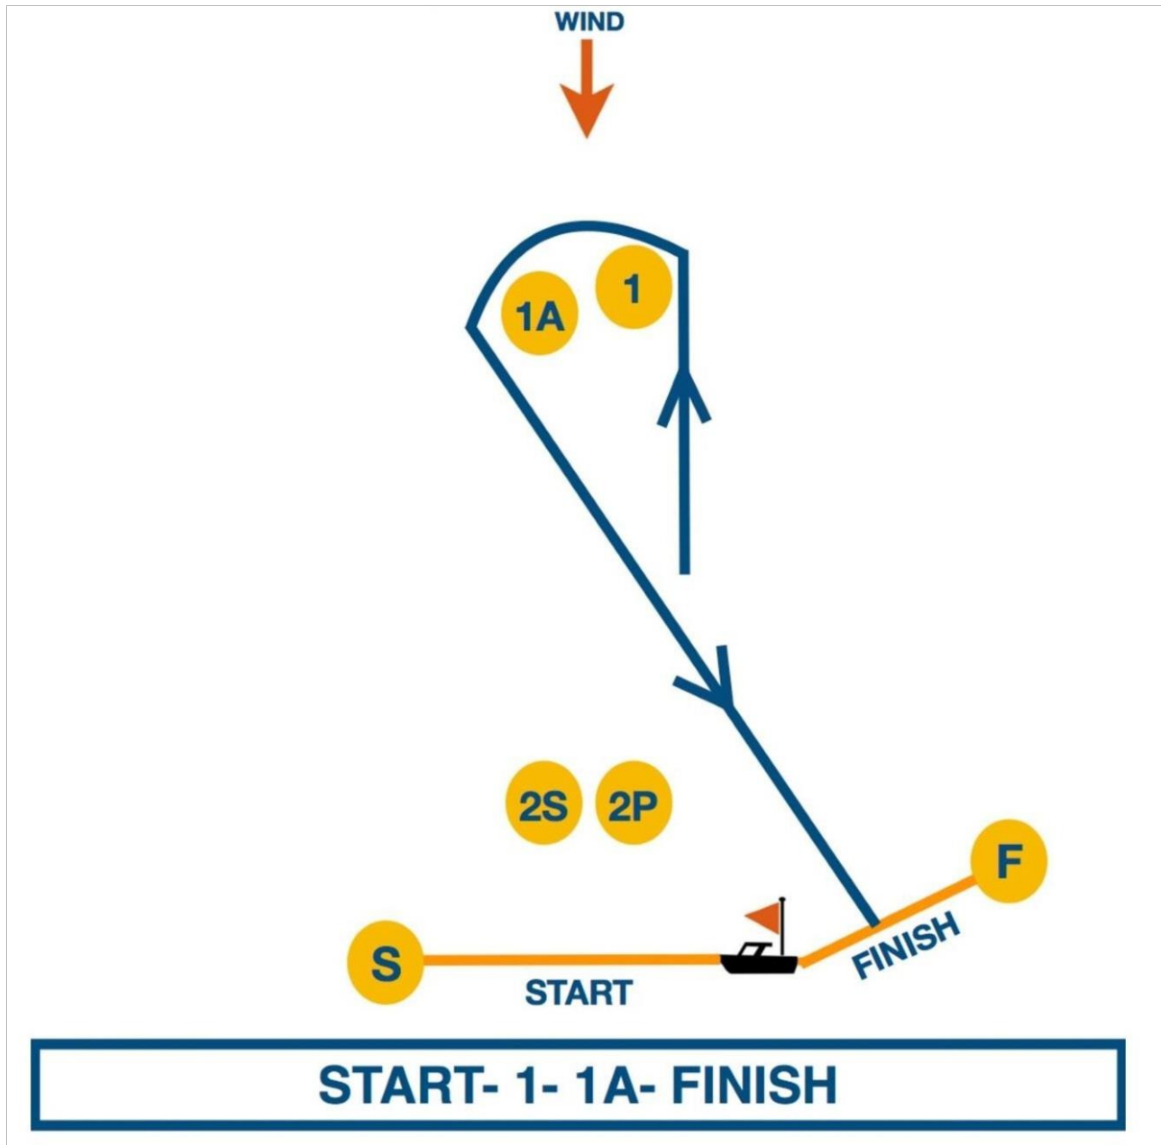 WIND
1
1A
2S 2P
F
S
START
FINISH
START- 1- 1A- FINISH